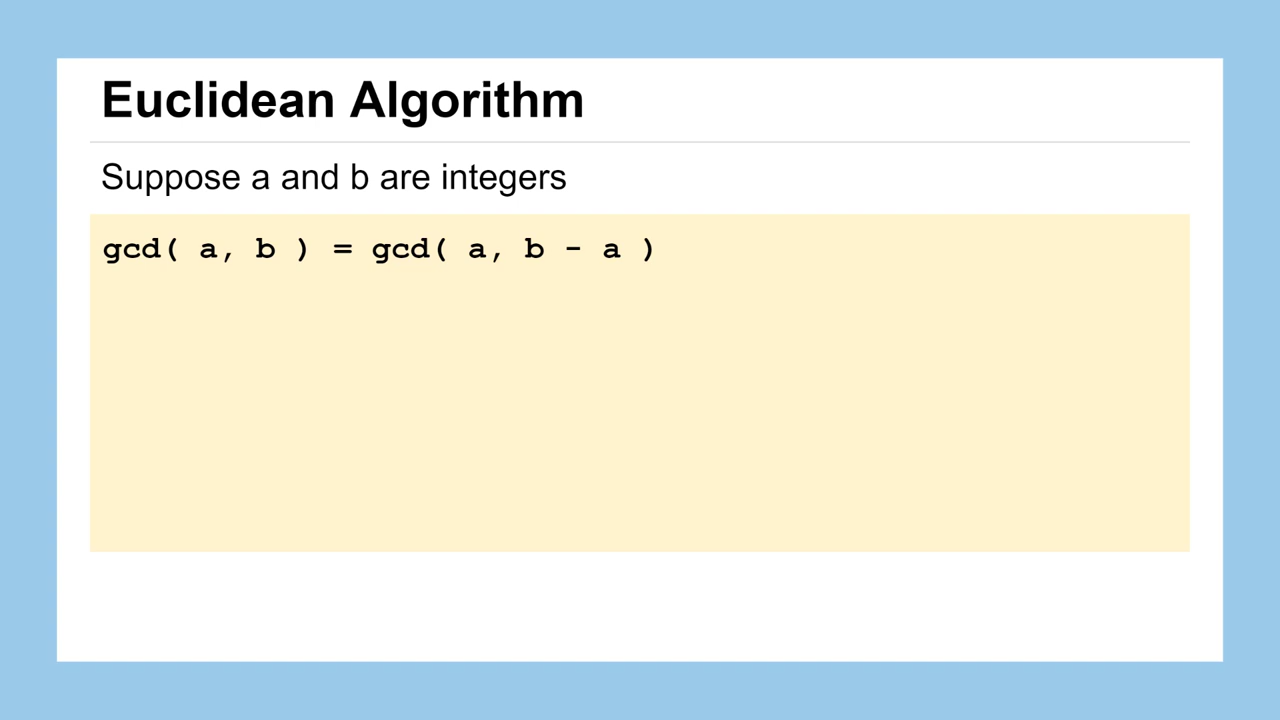 Euclidean Algorithm
Suppose a and b are integers
gcd( a, b ) = gcd( a, b - a )